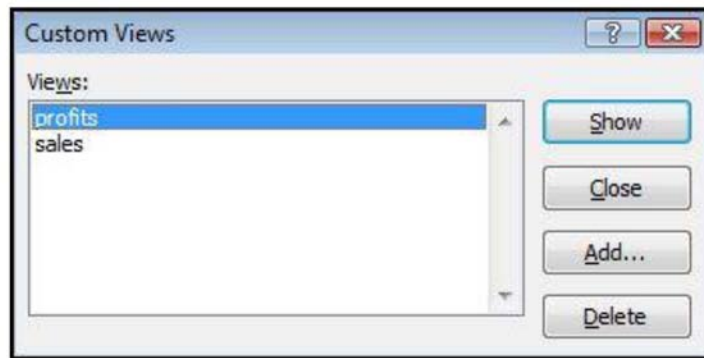 Custom Views
Views:
profits
sales
Show
Close
Add...
Delete